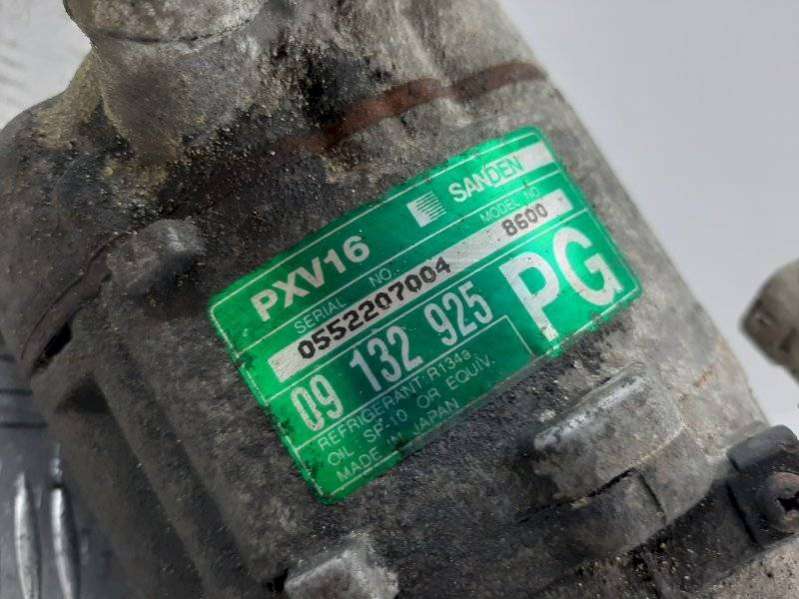 PXV16 SANDEN
SERIAL NO. MODEL NO.
0552207004 8600
09 132 925 PG
REFRIGERANT:R134a
OIL SP-10 OR EQUIV.
MADE IN JAPAN